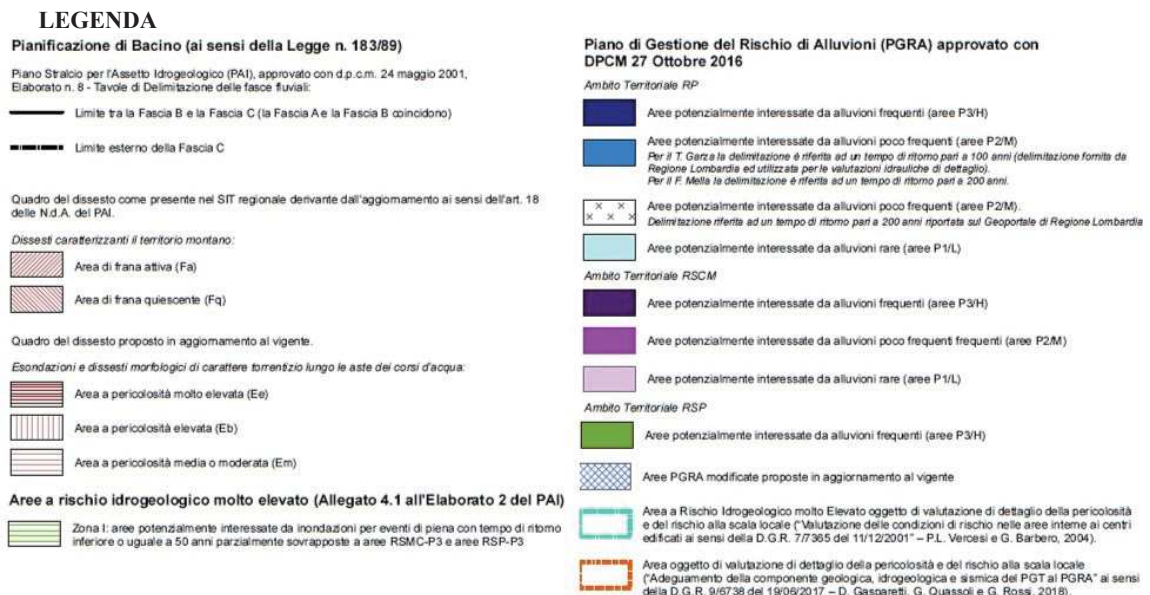 LEGENDA
Pianificazione di Bacino (ai sensi della Legge n. 183/89)
Piano Stralcio per l'Assetto Idrogeologico (PAI), approvato con d.p.c.m. 24 maggio 2001,
Elaborato n. 8 - Tavole di Delimitazione delle fasce fluviali:
Limite tra la Fascia B e la Fascia C (la Fascia A e la Fascia B coincidono)
Limite esterno della Fascia C
Quadro del dissesto come presente nel SIT regionale derivante dall'aggiornamento ai sensi dell'art. 18
delle N.d.A. del PAI.
Dissesti caratterizzanti il territorio montano:
Area di frana attiva (Fa)
Area di frana quiescente (Fq)
Quadro del dissesto proposto in aggiornamento al vigente.
Esondazioni e dissesti morfologici di carattere torrentizio lungo le aste dei corsi d'acqua:
Area a pericolosità molto elevata (Ee)
Area a pericolosità elevata (Eb)
Area a pericolosità media o moderata (Em)
Aree a rischio idrogeologico molto elevato (Allegato 4.1 all'Elaborato 2 del PAI)
Zona I: aree potenzialmente interessate da inondazioni per eventi di piena con tempo di ritorno
inferiore o uguale a 50 anni parzialmente sovrapposte a aree RSMC-P3 e aree RSP-P3
Piano di Gestione del Rischio di Alluvioni (PGRA) approvato con
DPCM 27 Ottobre 2016
Ambito Territoriale RP
Aree potenzialmente interessate da alluvioni frequenti (aree P3/H)
Aree potenzialmente interessate da alluvioni poco frequenti (aree P2/M)
Per il T. Garza la delimitazione è riferita ad un tempo di ritorno pari a 100 anni (delimitazione fornita da
Regione Lombardia ed utilizzata per le valutazioni idrauliche di dettaglio).
Per il F. Mella la delimitazione è riferita ad un tempo di ritorno pari a 200 anni.
Aree potenzialmente interessate da alluvioni poco frequenti (aree P2/M).
Delimitazione riferita ad un tempo di ritorno pari a 200 anni riportata sul Geoportale di Regione Lombardia
Aree potenzialmente interessate da alluvioni rare (aree P1/L)
Ambito Territoriale RSCM
Aree potenzialmente interessate da alluvioni frequenti (aree P3/H)
Aree potenzialmente interessate da alluvioni poco frequenti frequenti (aree P2/M)
Aree potenzialmente interessate da alluvioni rare (aree P1/L)
Ambito Territoriale RSP
Aree potenzialmente interessate da alluvioni frequenti (aree P3/H)
Aree PGRA modificate proposte in aggiornamento al vigente
Area a Rischio Idrogeologico molto Elevato oggetto di valutazione di dettaglio della pericolosità
e del rischio alla scala locale ("Valutazione delle condizioni di rischio nelle aree interne ai centri
edificati ai sensi della D.G.R. 7/7365 del 11/12/2001" – P.L. Vercesi e G. Barbero, 2004).
Area oggetto di valutazione di dettaglio della pericolosità e del rischio alla scala locale
("Adeguamento della componente geologica, idrogeologica e sismica del PGT al PGRA" ai sensi
della D.G.R. 9/6738 del 19/06/2017 – D. Gasparetti, G. Quassoli e G. Rossi, 2018).